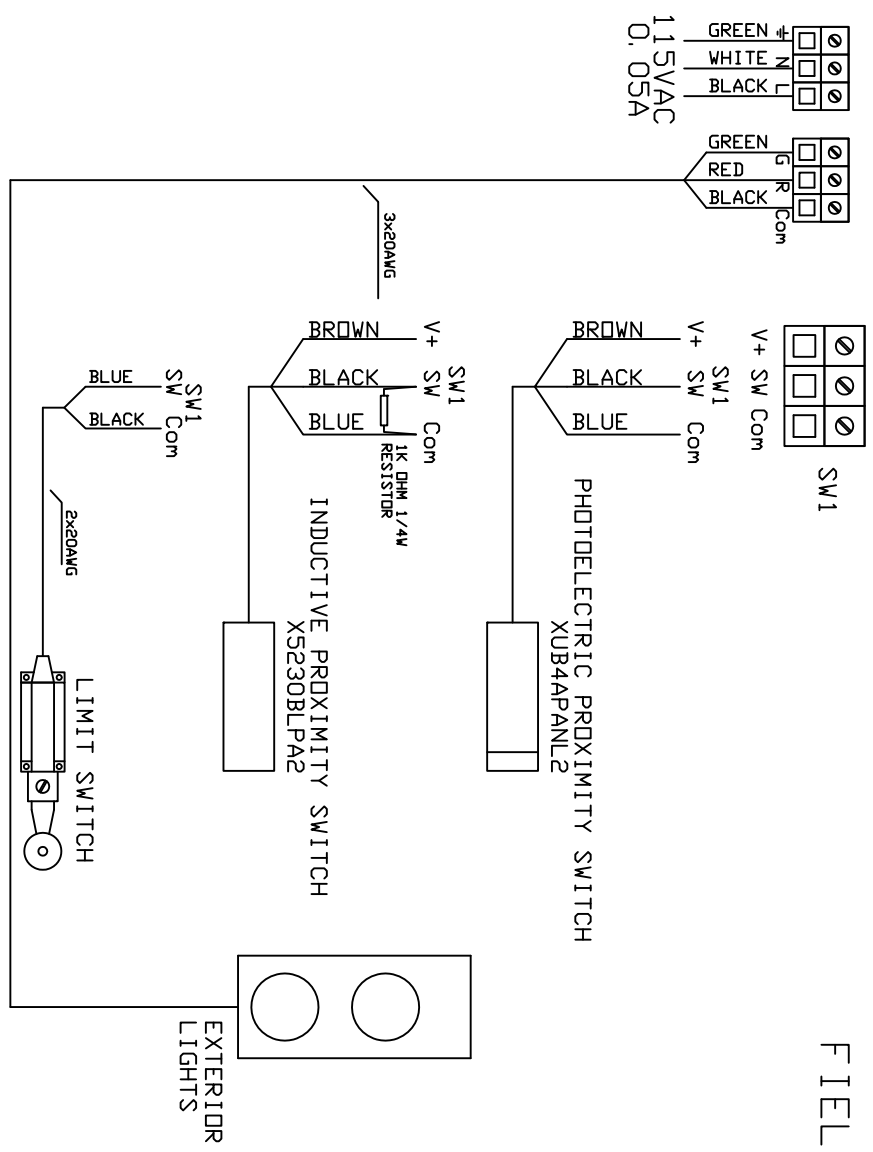 GREEN
WHITE N
BLACK L
115VAC
0.05A
GREEN G
RED R
BLACK Com
3x20AWG
V+ SW Com
SW1
BROWN V+
BLACK SW
BLUE Com
SW1
PHOTOELECTRIC PROXIMITY SWITCH
XUB4APANL2
BROWN V+
BLACK SW
BLUE Com
SW1
1K OHM 1/4W
RESISTOR
INDUCTIVE PROXIMITY SWITCH
XS230BLPA2
BLUE SW
BLACK Com
SW1
2x20AWG
LIMIT SWITCH
EXTERIOR
LIGHTS
FIEL